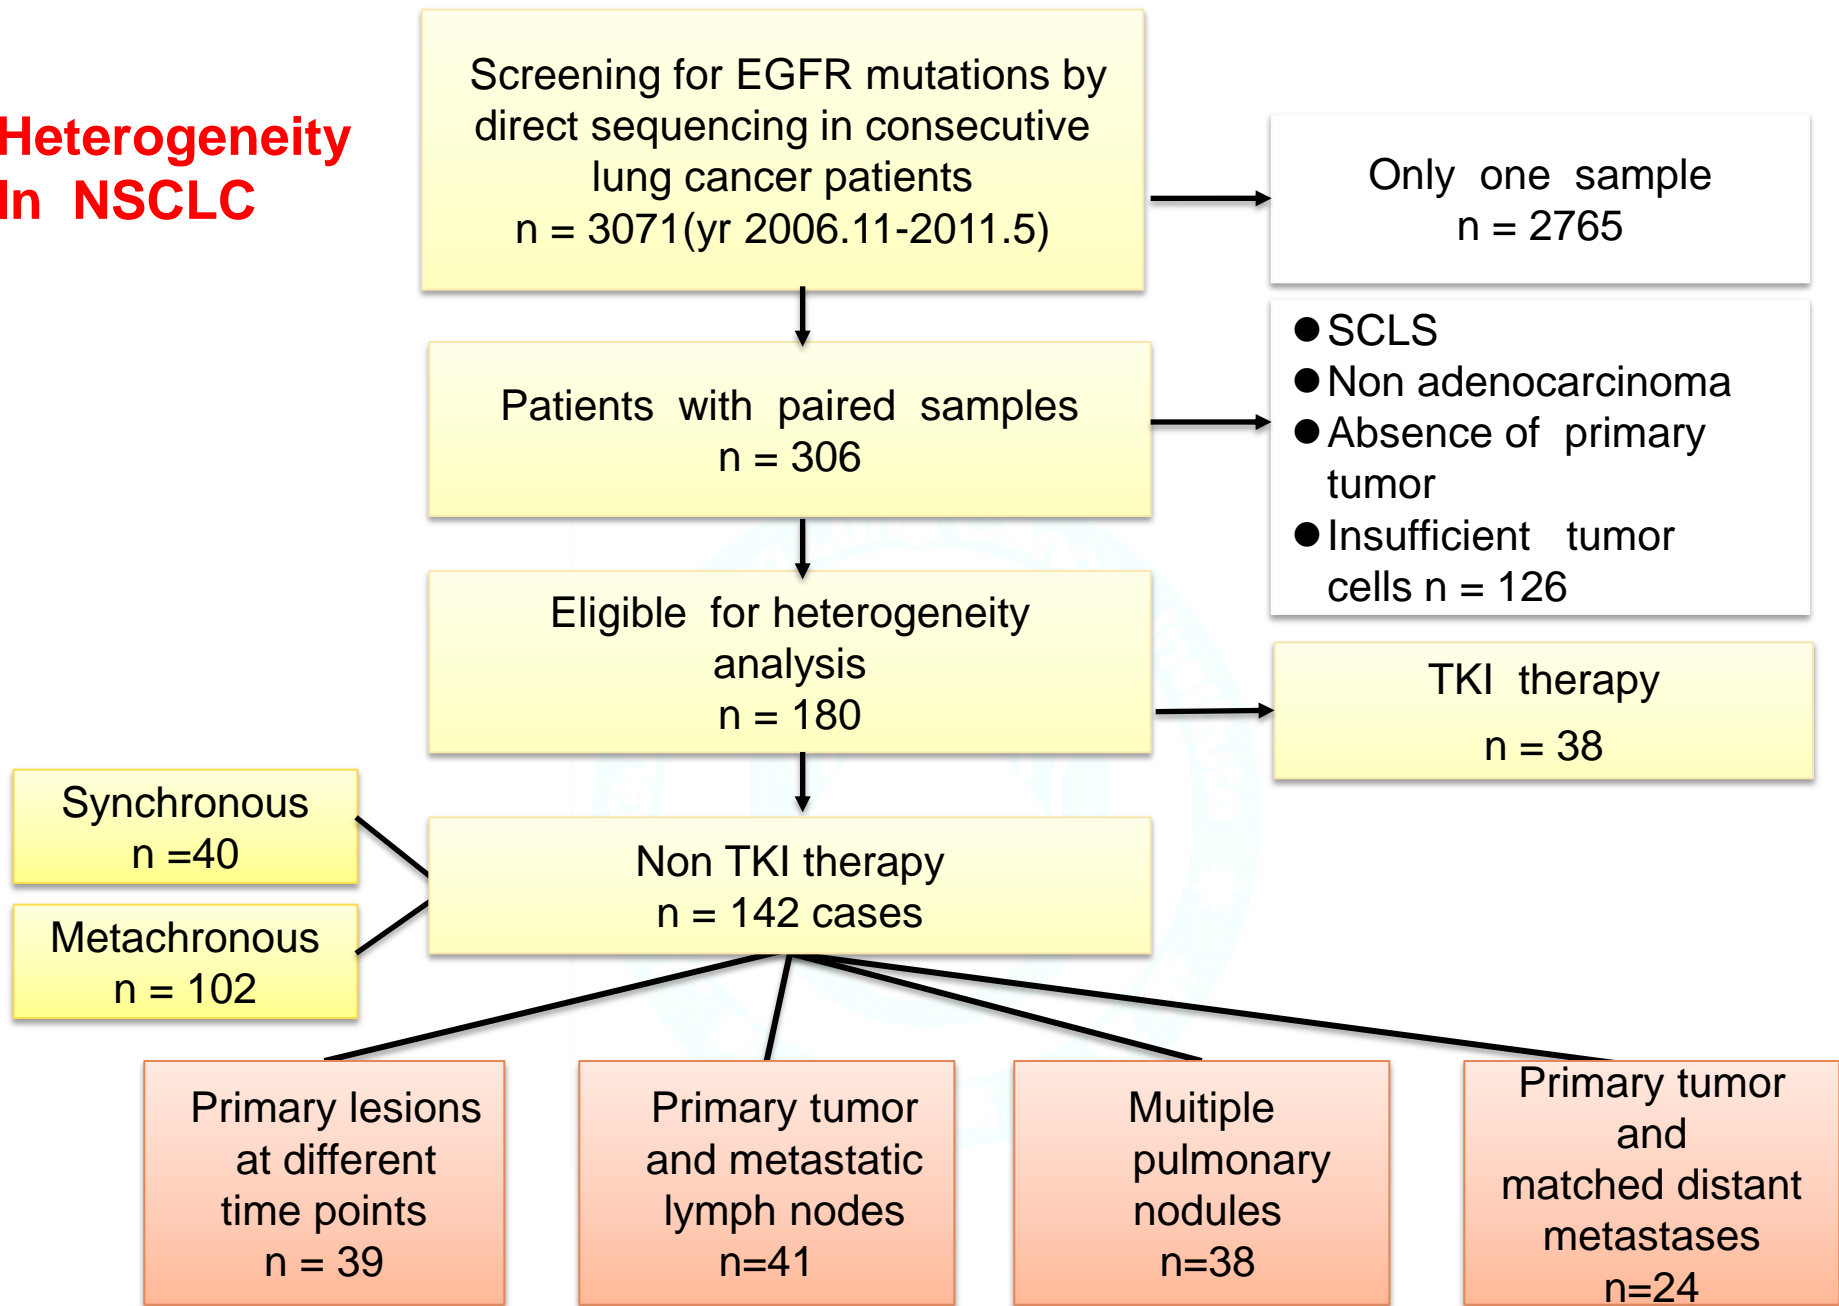 Heterogeneity
In NSCLC
Screening for EGFR mutations by
direct sequencing in consecutive
lung cancer patients
n = 3071(yr 2006.11-2011.5)
Only one sample
n = 2765
Patients with paired samples
n = 306
● SCLS
● Non adenocarcinoma
● Absence of primary
tumor
● Insufficient tumor
cells n = 126
Eligible for heterogeneity
analysis
n = 180
TKI therapy
n = 38
Synchronous
n =40
Metachronous
n = 102
Non TKI therapy
n = 142 cases
Primary lesions
at different
time points
n = 39
Primary tumor
and metastatic
lymph nodes
n=41
Muitiple
pulmonary
nodules
n=38
Primary tumor
and
matched distant
metastases
n=24